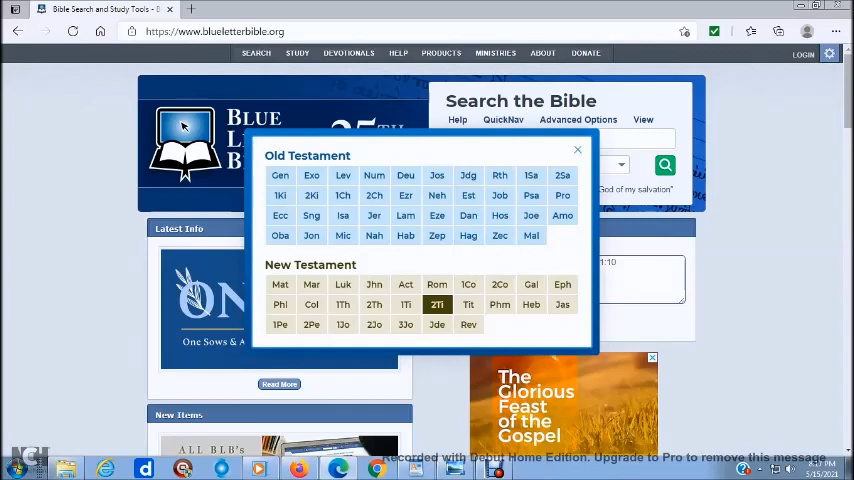 Bible Search and Study Tools - B
https://www.blueletterbible.org
SEARCH STUDY DEVOTIONALS HELP PRODUCTS MINISTRIES ABOUT DONATE
LOGIN
BLUE
Search the Bible
Help QuickNav Advanced Options View
God of my salvation"
Old Testament
Gen Exo Lev Num Deu Jos Jdg Rth 1Sa 2Sa
1Ki 2Ki 1Ch 2Ch Ezr Neh Est Job Psa Pro
Ecc Sng Isa Jer Lam Eze Dan Hos Joe Amo
Oba Jon Mic Nah Hab Zep Hag Zec Mal
New Testament
Mat Mar Luk Jhn Act Rom 1Co 2Co Gal Eph
Phl Col 1Th 2Th 1Ti 2Ti Tit Phm Heb Jas
1Pe 2Pe 1Jo 2Jo 3Jo Jde Rev
Latest Info
1:10
ON
One Sows & A
Read More
The
Glorious
Feast
of the
Gospel
New Items
ALL BLB's
Recorded with Debut Home Edition. Upgrade to Pro to remove this message
8:17 PM
5/15/2021